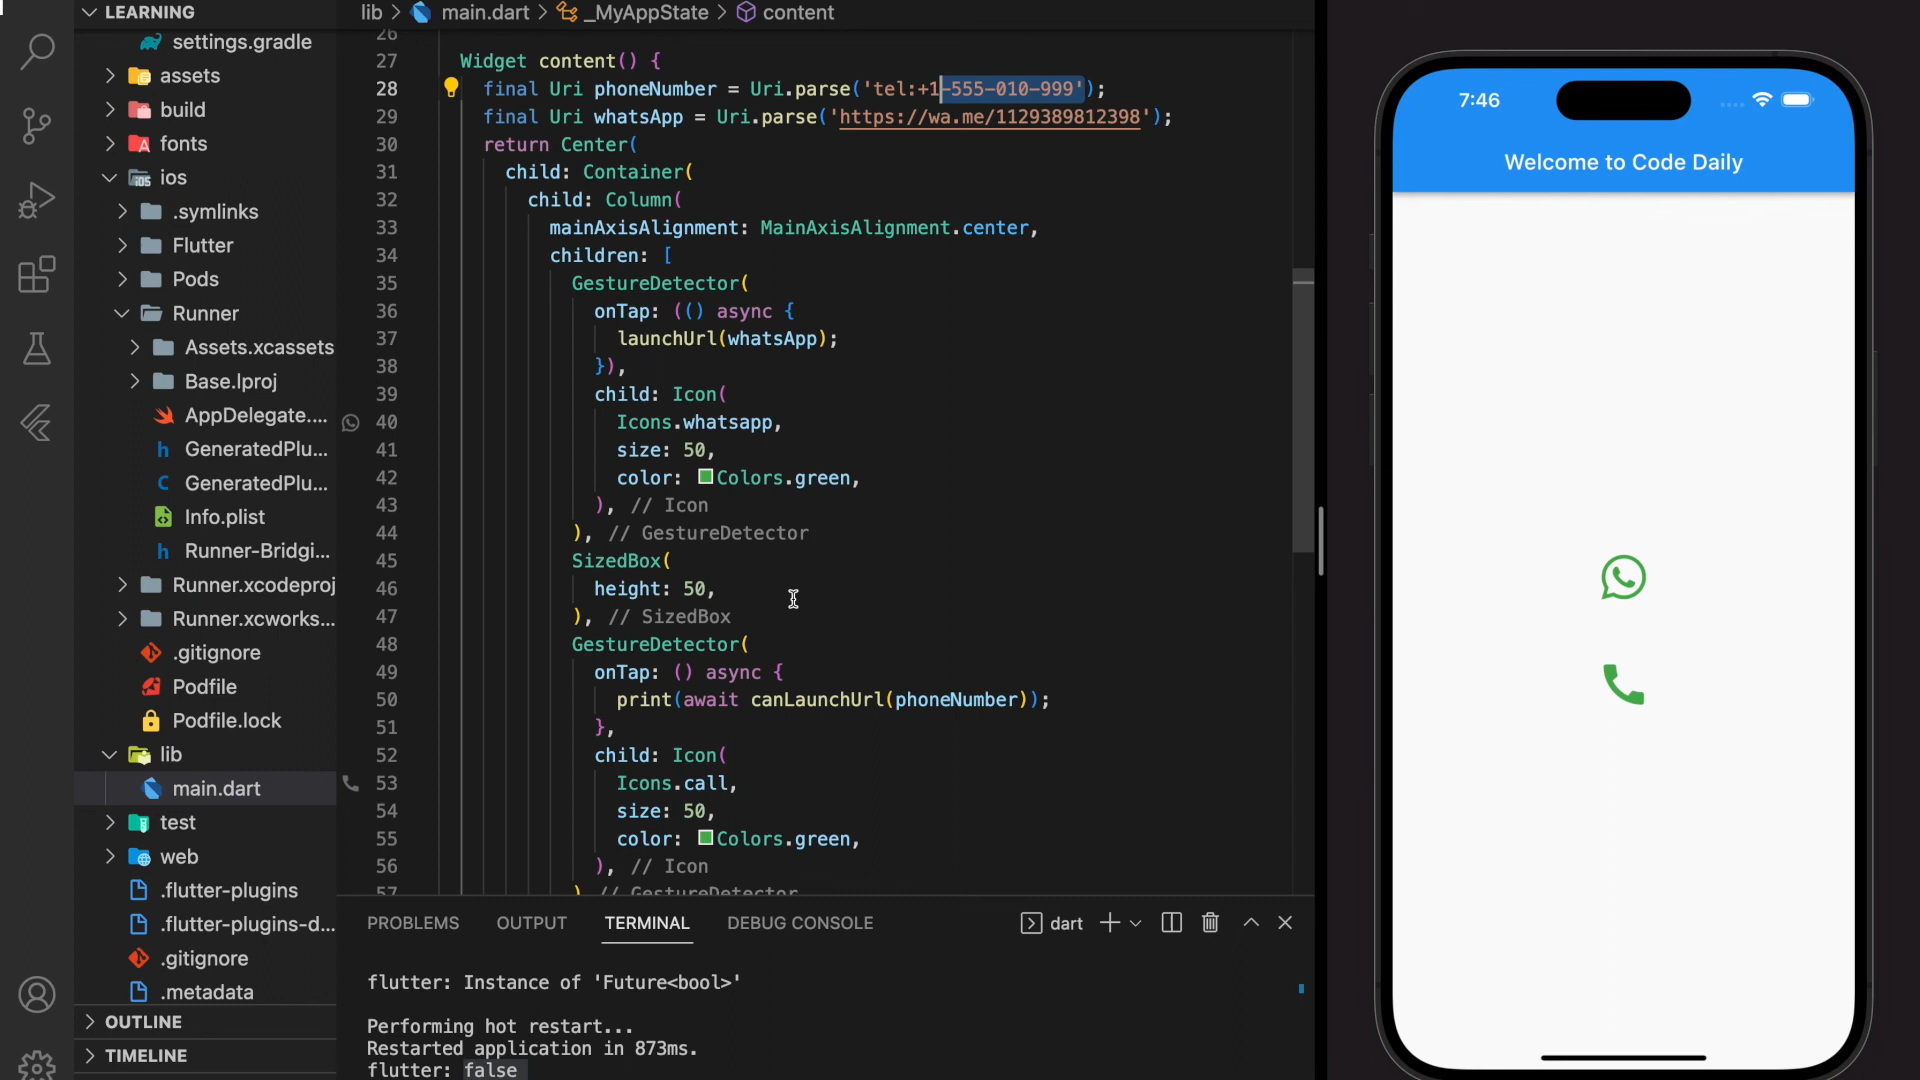 LEARNING
settings.gradle
assets
build
fonts
ios
.symlinks
Flutter
Pods
Runner
Assets.xcassets
Base.lproj
AppDelegate....
GeneratedPlu...
GeneratedPlu...
Info.plist
Runner-Bridgi...
Runner.xcodeproj
Runner.xcworks...
.gitignore
Podfile
Podfile.lock
lib
main.dart
test
web
.flutter-plugins
.flutter-plugins-d...
.gitignore
.metadata
OUTLINE
TIMELINE
lib > main.dart > _MyAppState > content
26
27 Widget content() {
28 final Uri phoneNumber = Uri.parse('tel:+1-555-010-999');
29 final Uri whatsApp = Uri.parse('https://wa.me/1129389812398');
30 return Center(
31 child: Container(
32 child: Column(
33 mainAxisAlignment: MainAxisAlignment.center,
34 children: [
35 GestureDetector(
36 onTap: (() async {
37 launchUrl(whatsApp);
38 }),
39 child: Icon(
40 Icons.whatsapp,
41 size: 50,
42 color: Colors.green,
43 ), // Icon
44 ), // GestureDetector
45 SizedBox(
46 height: 50,
47 ), // SizedBox
48 GestureDetector(
49 onTap: () async {
50 print(await canLaunchUrl(phoneNumber));
51 },
52 child: Icon(
53 Icons.call,
54 size: 50,
55 color: Colors.green,
56 ), // Icon
57 ) // GestureDetector
PROBLEMS OUTPUT TERMINAL DEBUG CONSOLE dart
flutter: Instance of 'Future<bool>'
Performing hot restart...
Restarted application in 873ms.
flutter: false
7:46
Welcome to Code Daily